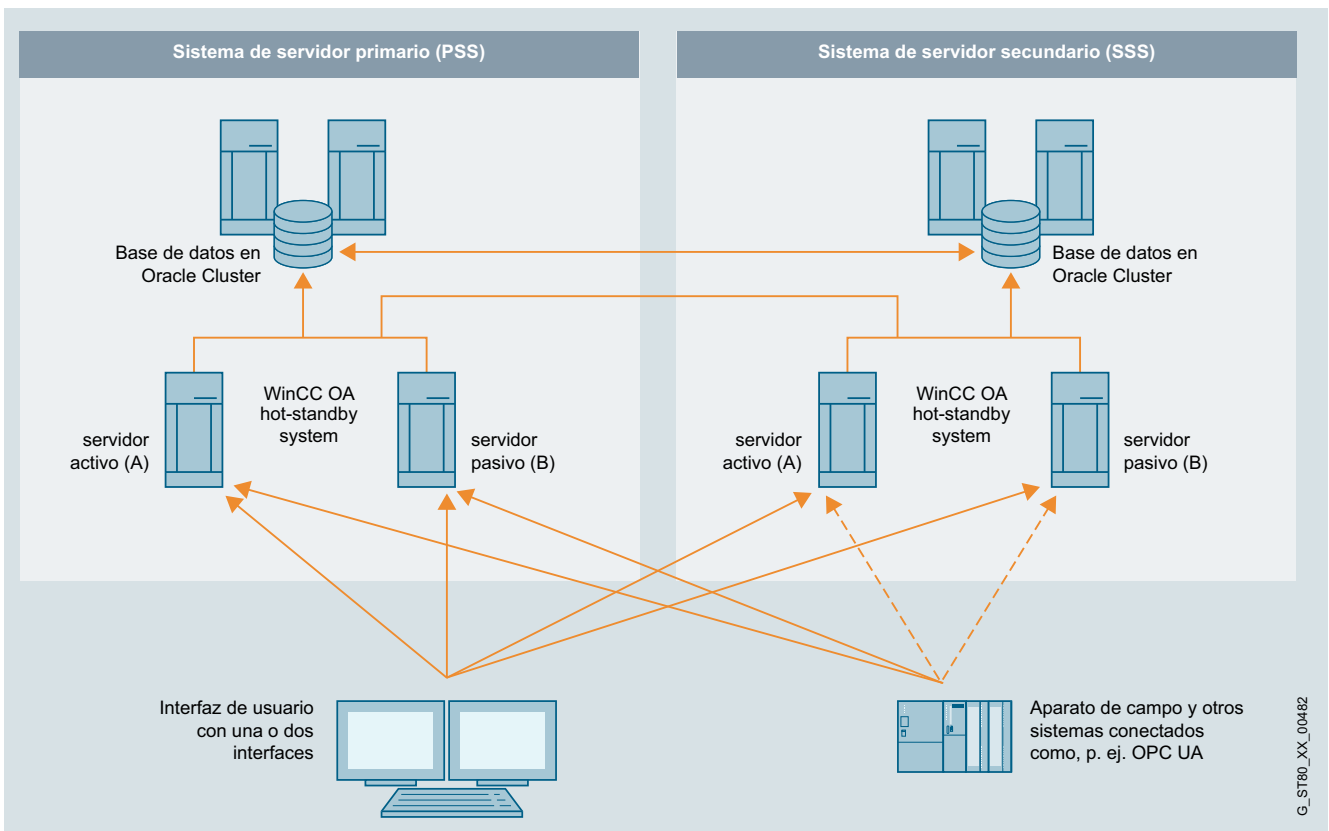 Sistema de servidor primario (PSS)
Sistema de servidor secundario (SSS)
Base de datos en
Oracle Cluster
Base de datos en
Oracle Cluster
WinCC OA
hot-standby
system
servidor
activo (A)
servidor
pasivo (B)
WinCC OA
hot-standby
system
servidor
activo (A)
servidor
pasivo (B)
Interfaz de usuario
con una o dos
interfaces
Aparato de campo y otros
sistemas conectados
como, p. ej. OPC UA
G_ST80_XX_00482